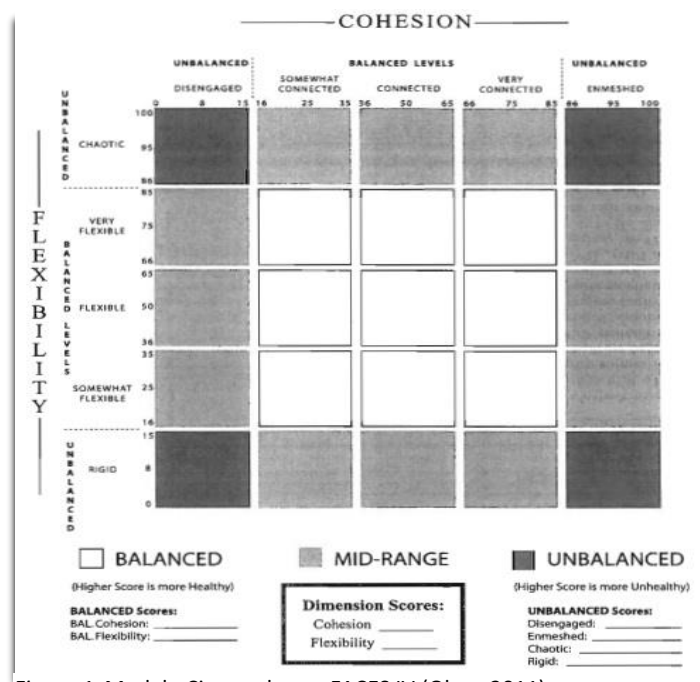 COHESION
UNBALANCED BALANCED LEVELS UNBALANCED
DISENGAGED SOMEWHAT CONNECTED CONNECTED VERY CONNECTED ENMESHED
0 8 15 16 25 35 36 50 65 66 75 85 86 95 100
FLEXIBILITY
UNBALANCED
CHAOTIC
100
95
86
BALANCED LEVELS
VERY FLEXIBLE
85
75
66
FLEXIBLE
65
50
36
SOMEWHAT FLEXIBLE
35
25
16
UNBALANCED
RIGID
15
8
0
BALANCED MID-RANGE UNBALANCED
(Higher Score is more Healthy) (Higher Score is more Unhealthy)
BALANCED Scores:
BAL. Cohesion:
BAL. Flexibility:
Dimension Scores:
Cohesion
Flexibility
UNBALANCED Scores:
Disengaged:
Enmeshed:
Chaotic:
Rigid: